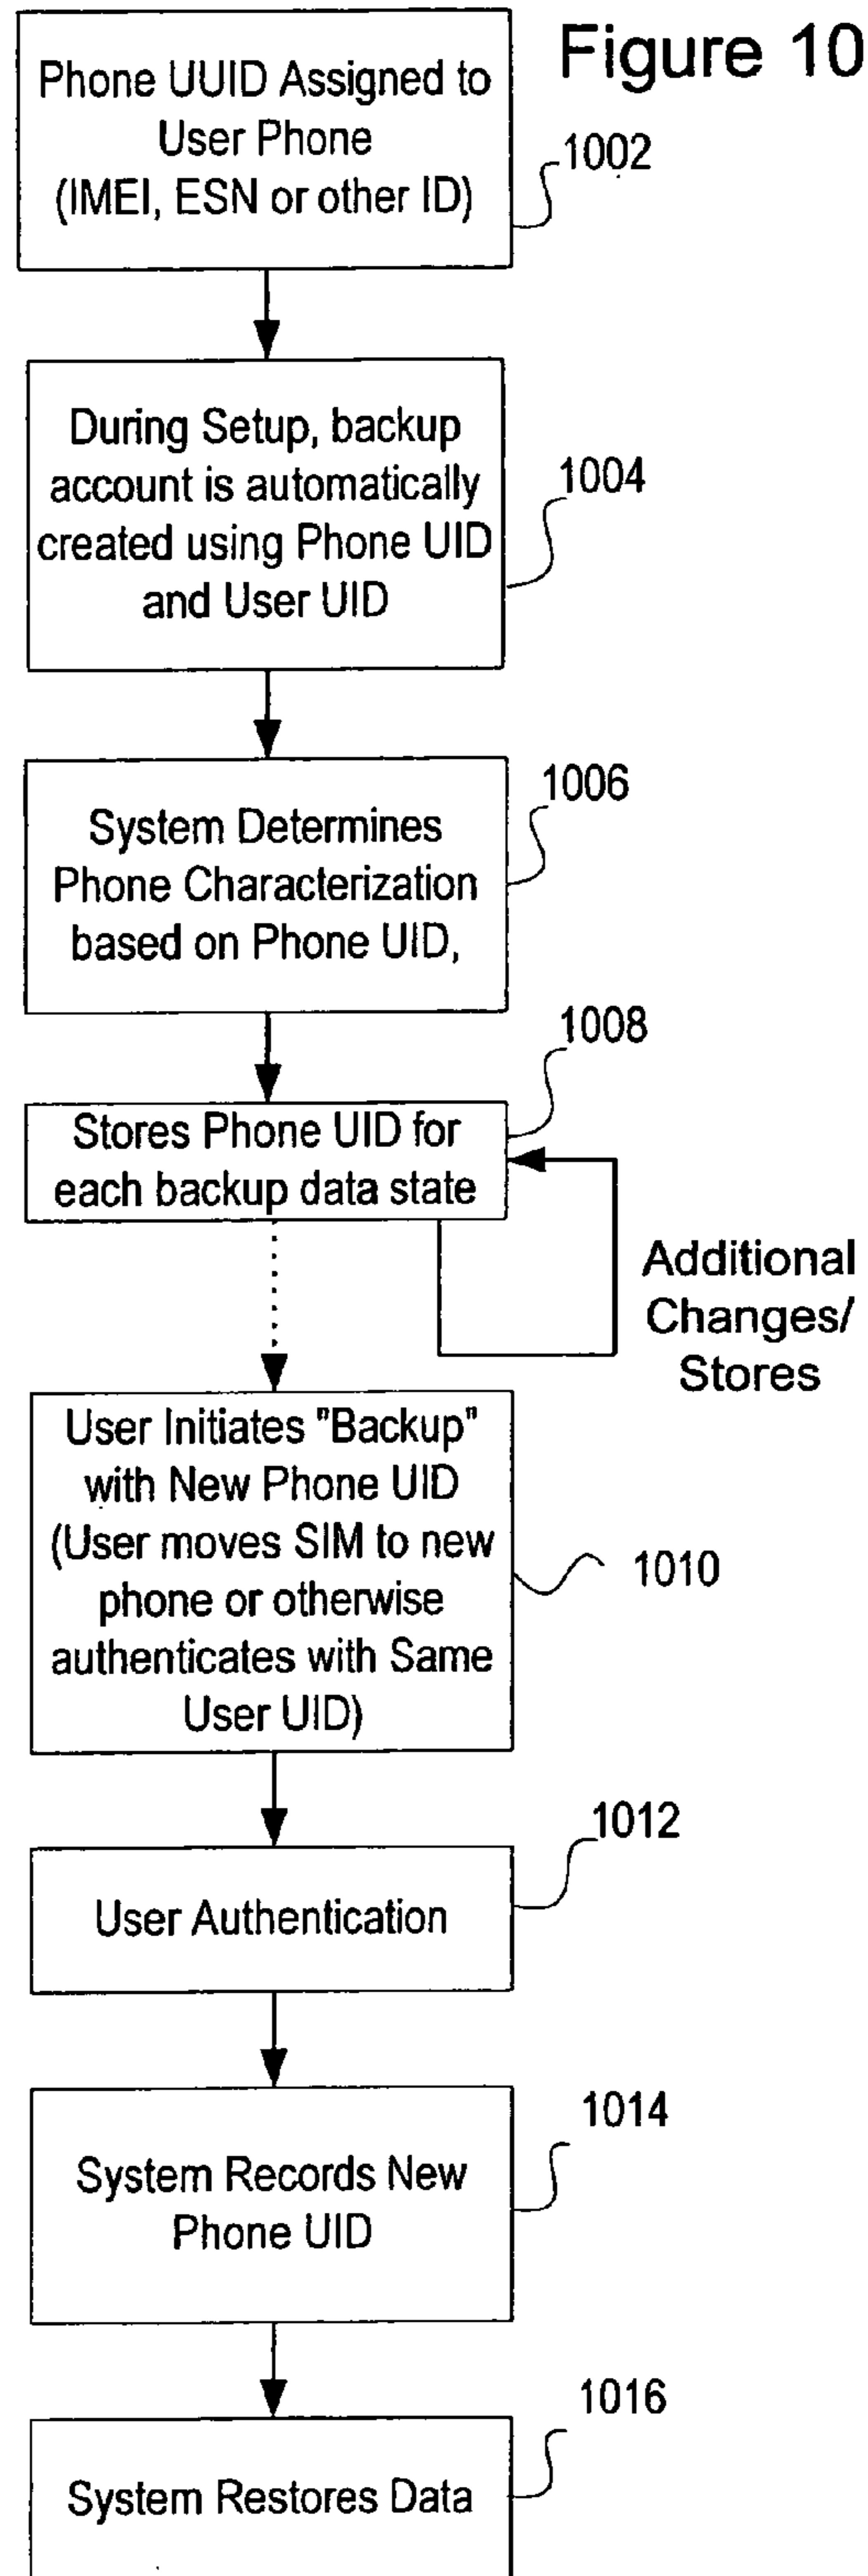 Figure 10
Phone UUID Assigned to
User Phone
(IMEI, ESN or other ID)
1002
During Setup, backup
account is automatically
created using Phone UID
and User UID
1004
System Determines
Phone Characterization
based on Phone UID,
1006
Stores Phone UID for
each backup data state
1008
Additional
Changes/
Stores
User Initiates "Backup"
with New Phone UID
(User moves SIM to new
phone or otherwise
authenticates with Same
User UID)
1010
User Authentication
1012
System Records New
Phone UID
1014
System Restores Data
1016